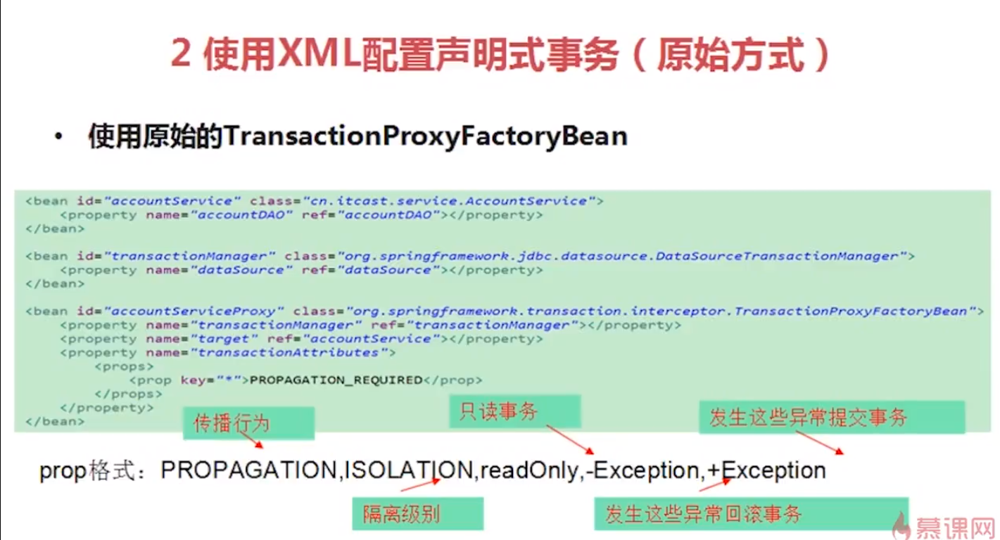 2 使用XML配置声明式事务（原始方式）
• 使用原始的TransactionProxyFactoryBean
<bean id="accountService" class="cn.itcast.service.AccountService">
<property name="accountDAO" ref="accountDAO"></property>
</bean>
<bean id="transactionManager" class="org.springframework.jdbc.datasource.DataSourceTransactionManager">
<property name="dataSource" ref="dataSource"></property>
</bean>
<bean id="accountServiceProxy" class="org.springframework.transaction.interceptor.TransactionProxyFactoryBean">
<property name="transactionManager" ref="transactionManager"></property>
<property name="target" ref="accountService"></property>
<property name="transactionAttributes">
<props>
<prop key="*">PROPAGATION_REQUIRED</prop>
</props>
</property>
</bean>
传播行为
只读事务
发生这些异常提交事务
prop格式：PROPAGATION,ISOLATION,readOnly,-Exception,+Exception
隔离级别
发生这些异常回滚事务
慕课网